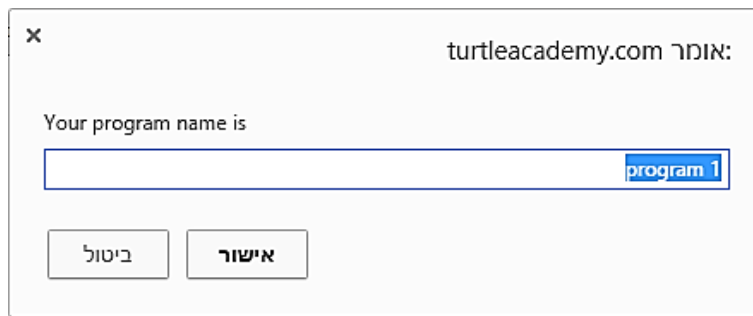 turtleacademy.com אומר:
Your program name is
program 1
אישור ביטול